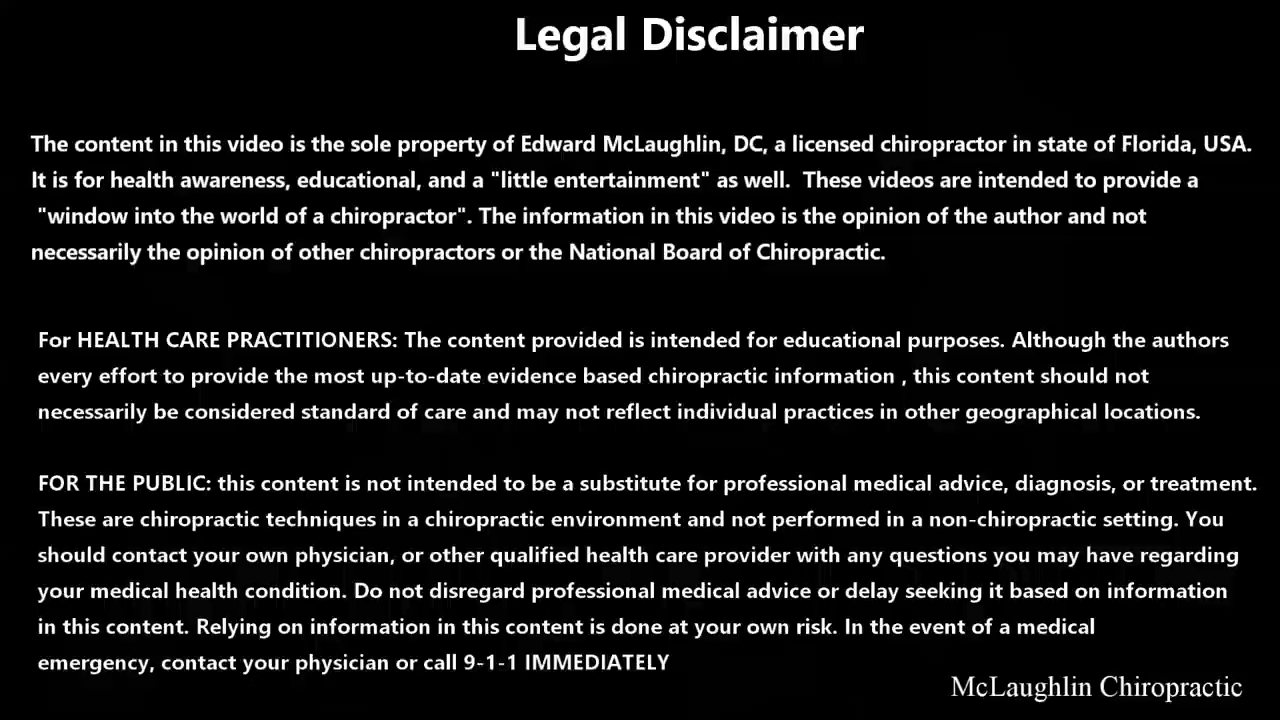 Legal Disclaimer
The content in this video is the sole property of Edward McLaughlin, DC, a licensed chiropractor in state of Florida, USA.
It is for health awareness, educational, and a "little entertainment" as well.  These videos are intended to provide a
"window into the world of a chiropractor". The information in this video is the opinion of the author and not
necessarily the opinion of other chiropractors or the National Board of Chiropractic.
For HEALTH CARE PRACTITIONERS: The content provided is intended for educational purposes. Although the authors
every effort to provide the most up-to-date evidence based chiropractic information , this content should not
necessarily be considered standard of care and may not reflect individual practices in other geographical locations.
FOR THE PUBLIC: this content is not intended to be a substitute for professional medical advice, diagnosis, or treatment.
These are chiropractic techniques in a chiropractic environment and not performed in a non-chiropractic setting. You
should contact your own physician, or other qualified health care provider with any questions you may have regarding
your medical health condition. Do not disregard professional medical advice or delay seeking it based on information
in this content. Relying on information in this content is done at your own risk. In the event of a medical
emergency, contact your physician or call 9-1-1 IMMEDIATELY
McLaughlin Chiropractic